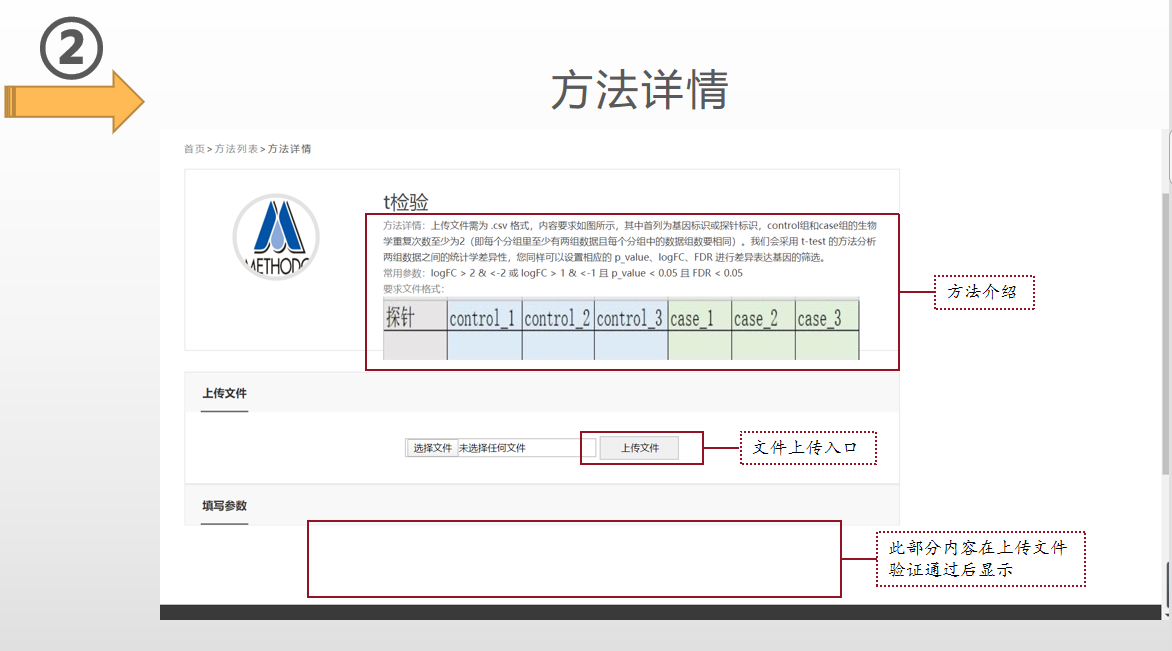 ②
方法详情
首页>方法列表>方法详情
t检验
方法详情：上传文件需为 .csv 格式，内容要求如图所示，其中首列为基因标识或探针标识，control组和case组的生物
学重复次数至少为2（即每个分组里至少有两组数据且每个分组中的数据组数要相同）。我们会采用 t-test 的方法分析
两组数据之间的统计学差异性，您同样可以设置相应的 p_value、logFC、FDR 进行差异表达基因的筛选。
常用参数：logFC > 2 & <-2 或 logFC > 1 & <-1 且 p_value < 0.05 且 FDR < 0.05
要求文件格式：
探针 control_1 control_2 control_3 case_1 case_2 case_3
METHODO
方法介绍
上传文件
选择文件 未选择任何文件 上传文件
文件上传入口
填写参数
此部分内容在上传文件
验证通过后显示